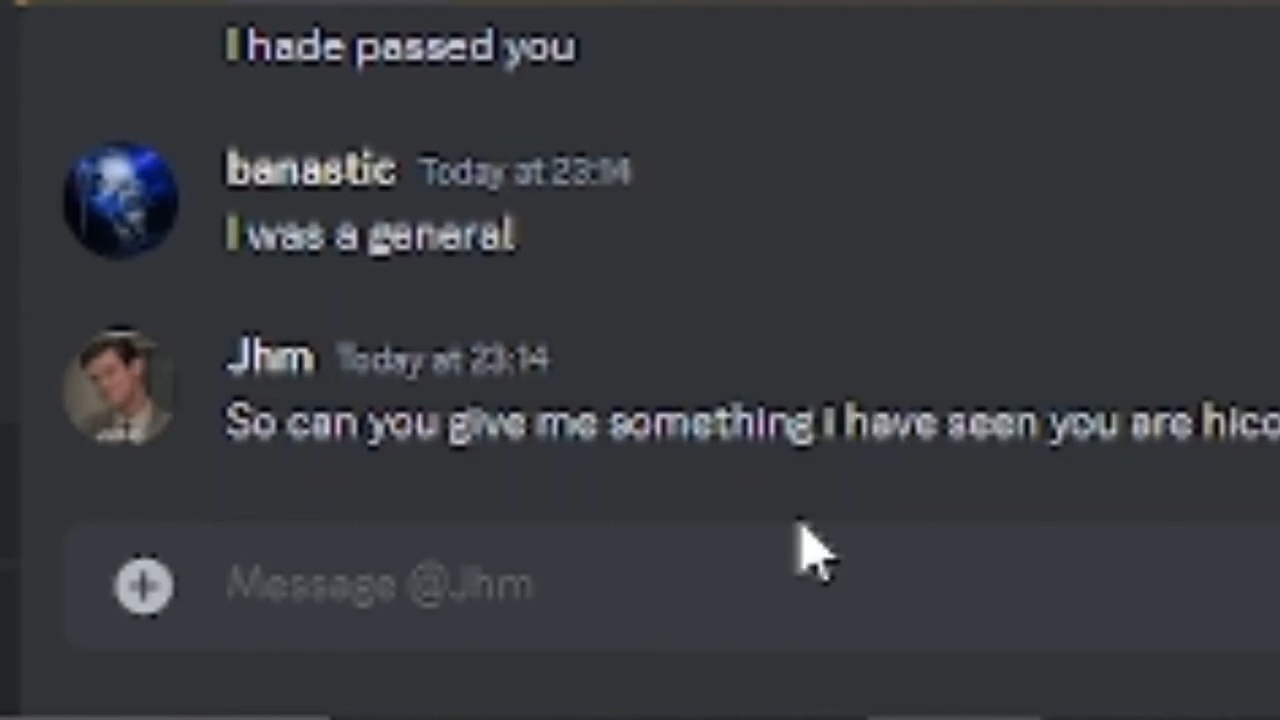 I hade passed you
banastic Today at 23:14
I was a general
Jhm Today at 23:14
So can you give me something I have seen you are hico
Message @Jhm